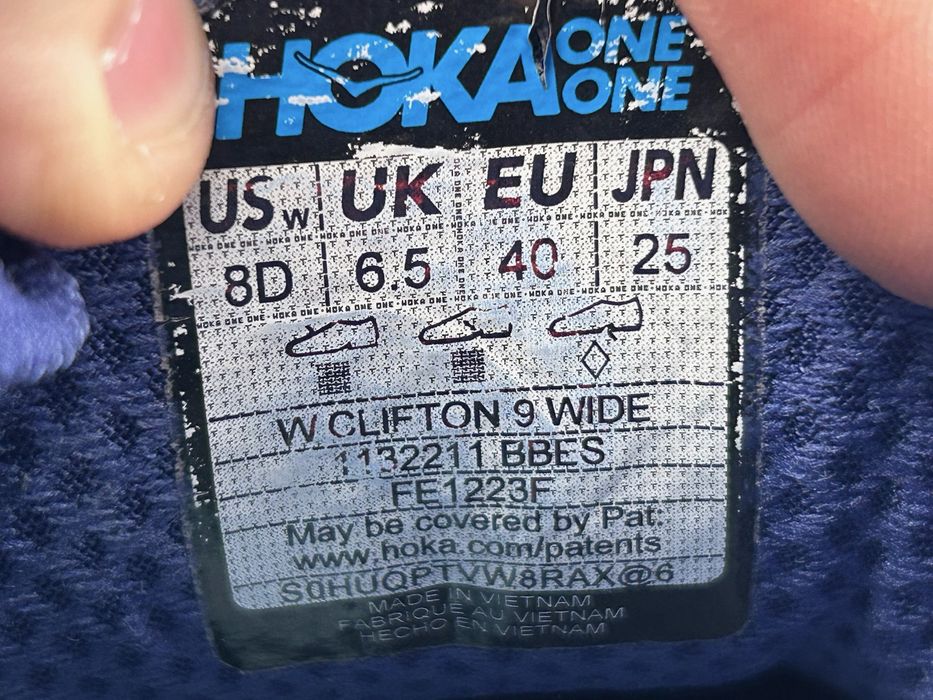 HOKA ONE ONE
US W UK EU JPN
8D 6.5 40 25
W CLIFTON 9 WIDE
1132211 BBES
FE1223F
May be covered by Pat:
www.hoka.com/patents
S0HUQPTVW8RAX@6
MADE IN VIETNAM
FABRIQUE AU VIETNAM
HECHO EN VIETNAM